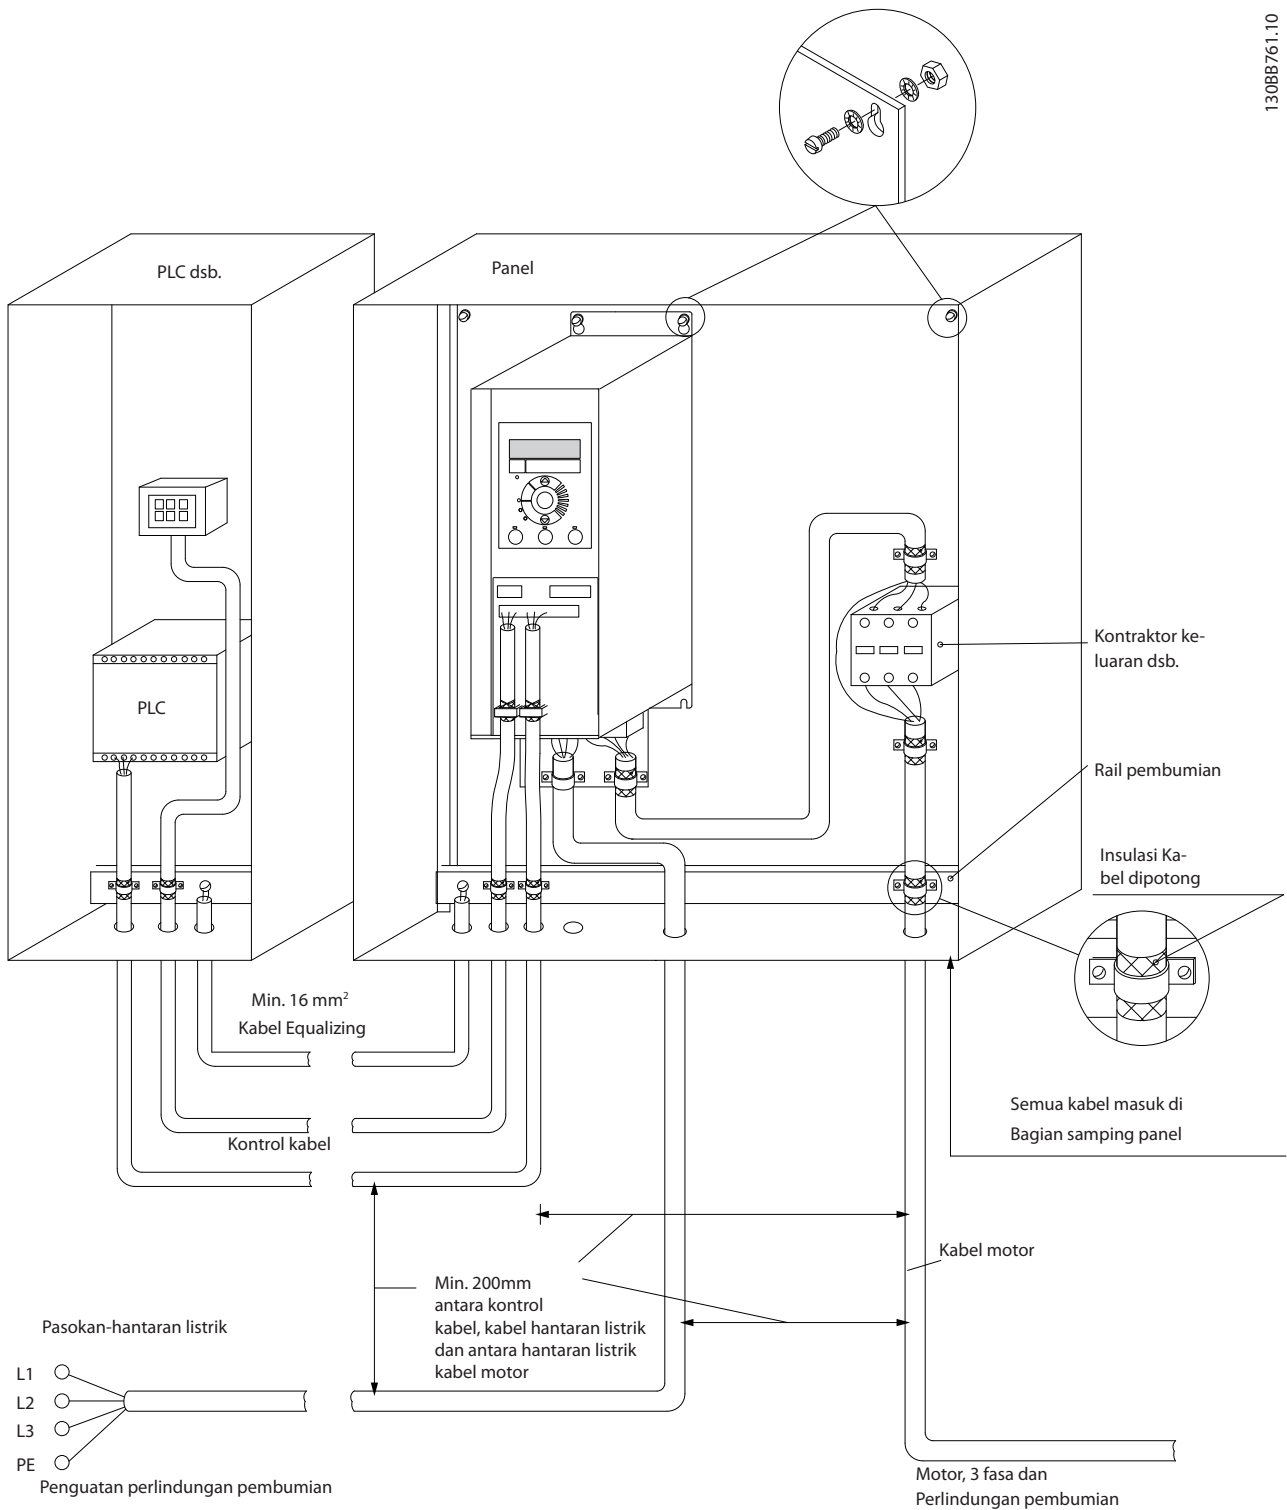 130BB761.10
PLC dsb.
Panel
PLC
Kontraktor ke-
luaran dsb.
Rail pembumian
Insulasi Ka-
bel dipotong
Min. 16 mm²
Kabel Equalizing
Semua kabel masuk di
Bagian samping panel
Kontrol kabel
Kabel motor
Min. 200mm
antara kontrol
kabel, kabel hantaran listrik
dan antara hantaran listrik
kabel motor
Pasokan-hantaran listrik
L1
L2
L3
PE
Penguatan perlindungan pembumian
Motor, 3 fasa dan
Perlindungan pembumian